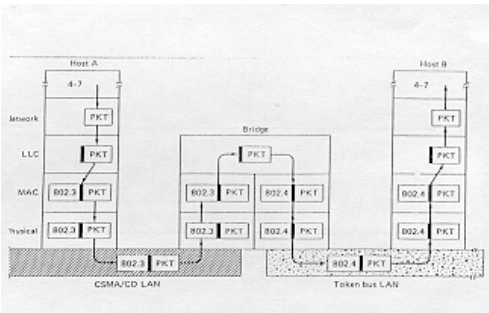 Host A
Host B
4-7
4-7
etwork
PKT
PKT
Bridge
LLC
PKT
PKT
PKT
MAC
802.3 PKT
802.3 PKT
802.4 PKT
802.4 PKT
hysical
802.3 PKT
802.3 PKT
802.4 PKT
802.4 PKT
802.3 PKT
802.4 PKT
CSMA/CD LAN
Token bus LAN